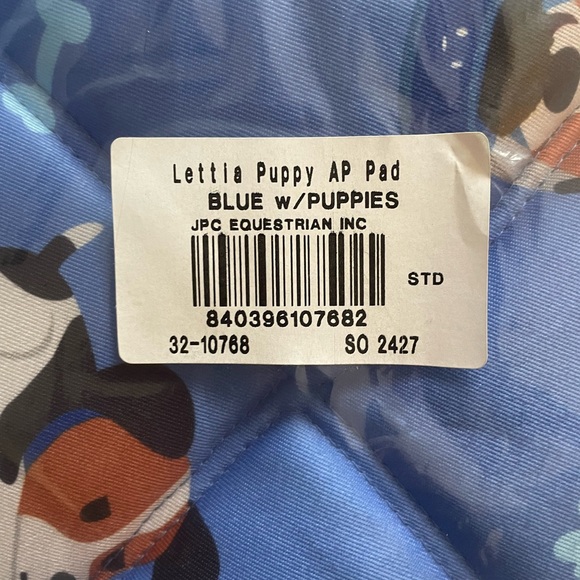 Lettia Puppy AP Pad
BLUE w/PUPPIES
JPC EQUESTRIAN INC
STD
840396107682
32-10768 SO 2427